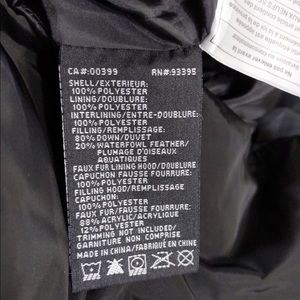 CA#:00399 RN#:93395
SHELL/EXTERIEUR:
100% POLYESTER
LINING/DOUBLURE:
100% POLYESTER
INTERLINING/ENTRE-DOUBLURE:
100% POLYESTER
FILLING/REMPLISSAGE:
80% DOWN/DUVET
20% WATERFOWL FEATHER/
PLUMAGE D'OISEAUX
AQUATIQUES
FAUX FUR LINING HOOD/DOUBLURE
CAPUCHON FAUSSE FOURRURE:
100% POLYESTER
FILLING HOOD/REMPLISSAGE
CAPUCHON:
100% POLYESTER
FAUX FUR/FAUSSE FOURRURE:
88% ACRYLIC/ACRYLIQUE
12% POLYESTER
TRIMMING NOT INCLUDED/
GARNITURE NON COMPRIE
MADE IN CHINA/FABRIQUÉ EN CHINE